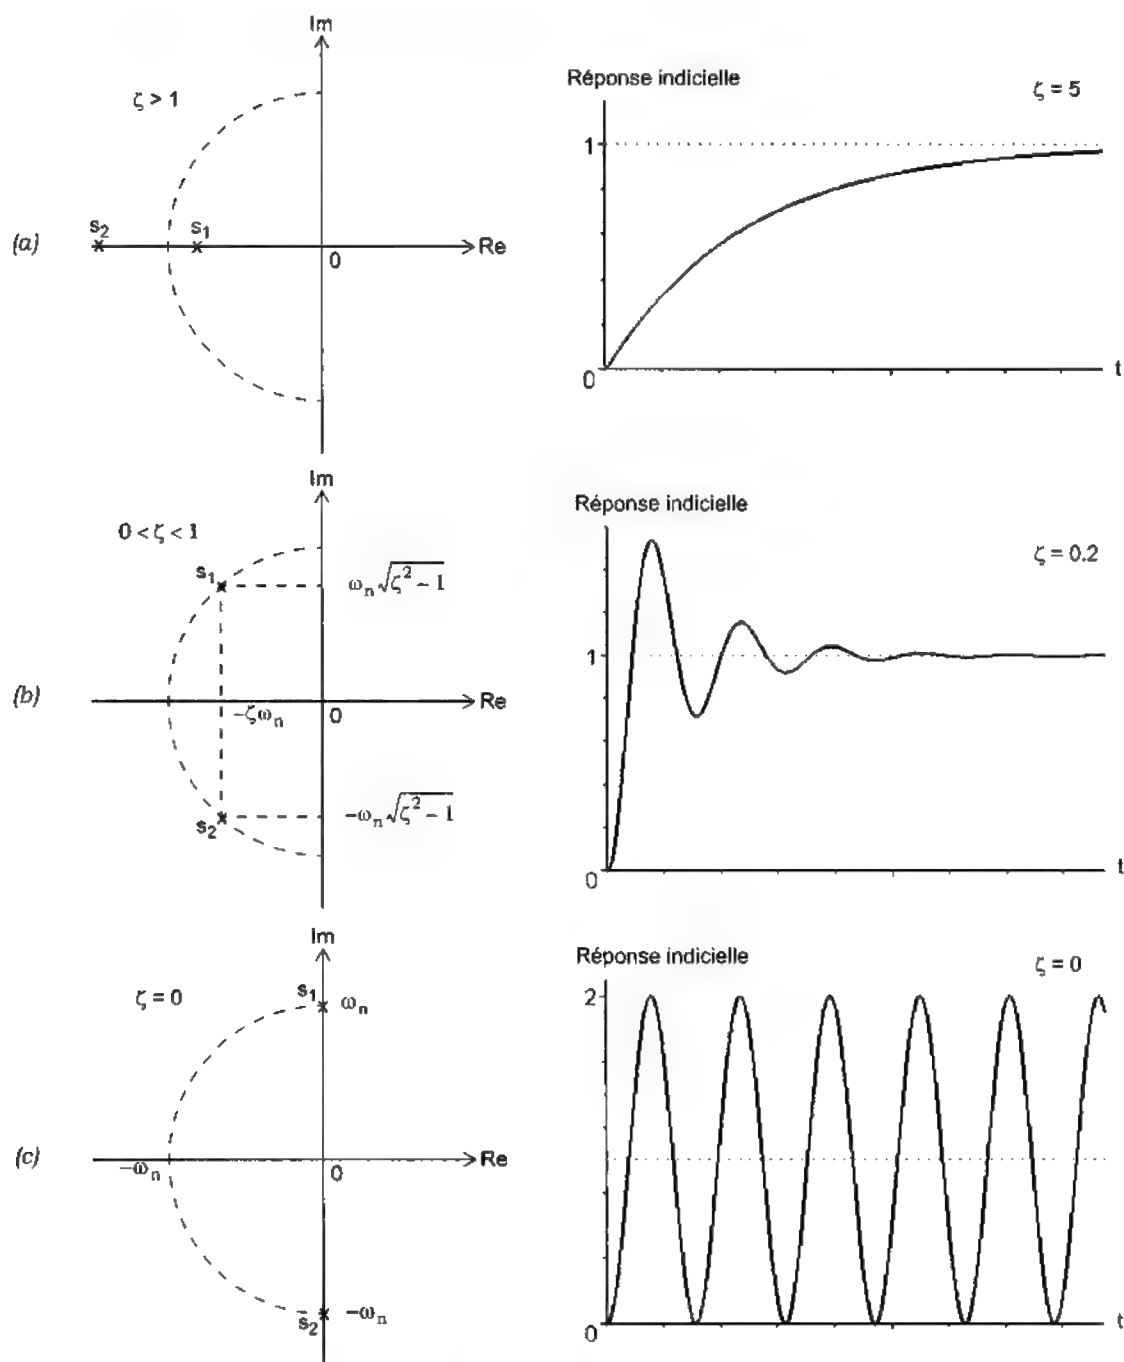 Im
ζ > 1
(a)
s₂ s₁
Re
0
Réponse indicielle
ζ = 5
1
0
t
Im
0 < ζ < 1
s₁
ωₙ√(ζ² – 1)
(b)
–ζωₙ
0
Re
s₂
–ωₙ√(ζ² – 1)
Réponse indicielle
ζ = 0.2
1
0
t
Im
ζ = 0
s₁
ωₙ
(c)
–ωₙ
0
Re
s₂
–ωₙ
Réponse indicielle
ζ = 0
2
0
t